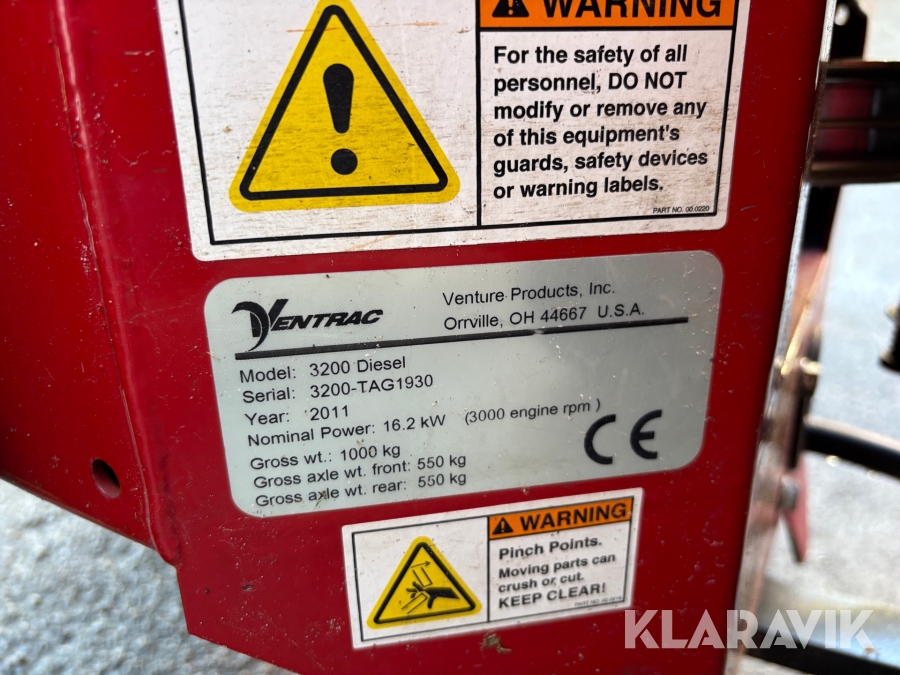 WARNING
For the safety of all
personnel, DO NOT
modify or remove any
of this equipment's
guards, safety devices
or warning labels.
PART NO. 00.0220
VENTRAC
Venture Products, Inc.
Orrville, OH 44667 U.S.A.
Model: 3200 Diesel
Serial: 3200-TAG1930
Year: 2011
Nominal Power: 16.2 kW (3000 engine rpm )
Gross wt.: 1000 kg
Gross axle wt. front: 550 kg
Gross axle wt. rear: 550 kg
CE
WARNING
Pinch Points.
Moving parts can
crush or cut.
KEEP CLEAR!
PART NO.
KLARAVIK